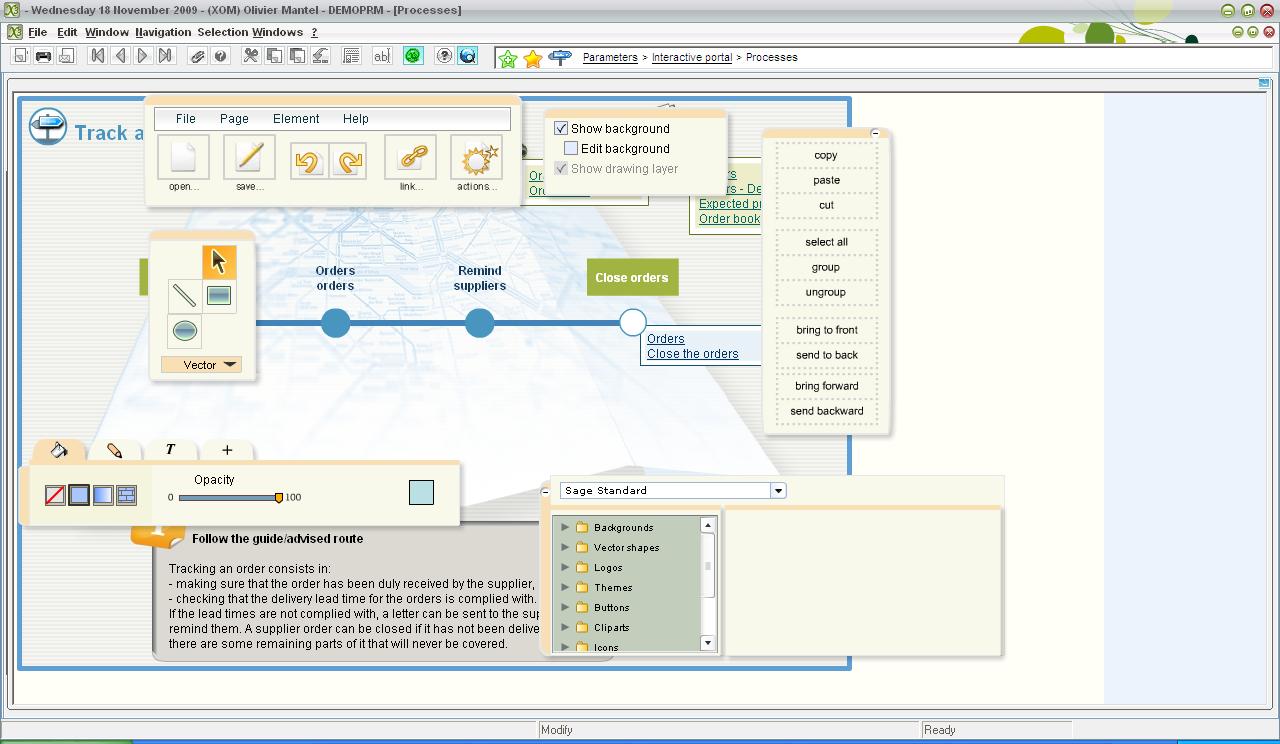 - Wednesday 18 November 2009 - (XOM) Olivier Mantel - DEMOPRM - [Processes]
File Edit Window Navigation Selection Windows ?
ab|
Parameters > Interactive portal > Processes
Track a
File Page Element Help
open... save... link... actions...
Show background
Edit background
Show drawing layer
Expected
Order book
copy
paste
cut
select all
group
ungroup
bring to front
send to back
bring forward
send backward
Orders
orders
Remind
suppliers
Close orders
Orders
Close the orders
Vector
T +
Opacity
0 100
Sage Standard
Backgrounds
Vector shapes
Logos
Themes
Buttons
Cliparts
Icons
Follow the guide/advised route
Tracking an order consists in:
- making sure that the order has been duly received by the supplier,
- checking that the delivery lead time for the orders is complied with.
If the lead times are not complied with, a letter can be sent to the sup
remind them. A supplier order can be closed if it has not been delive
there are some remaining parts of it that will never be covered.
Modify
Ready